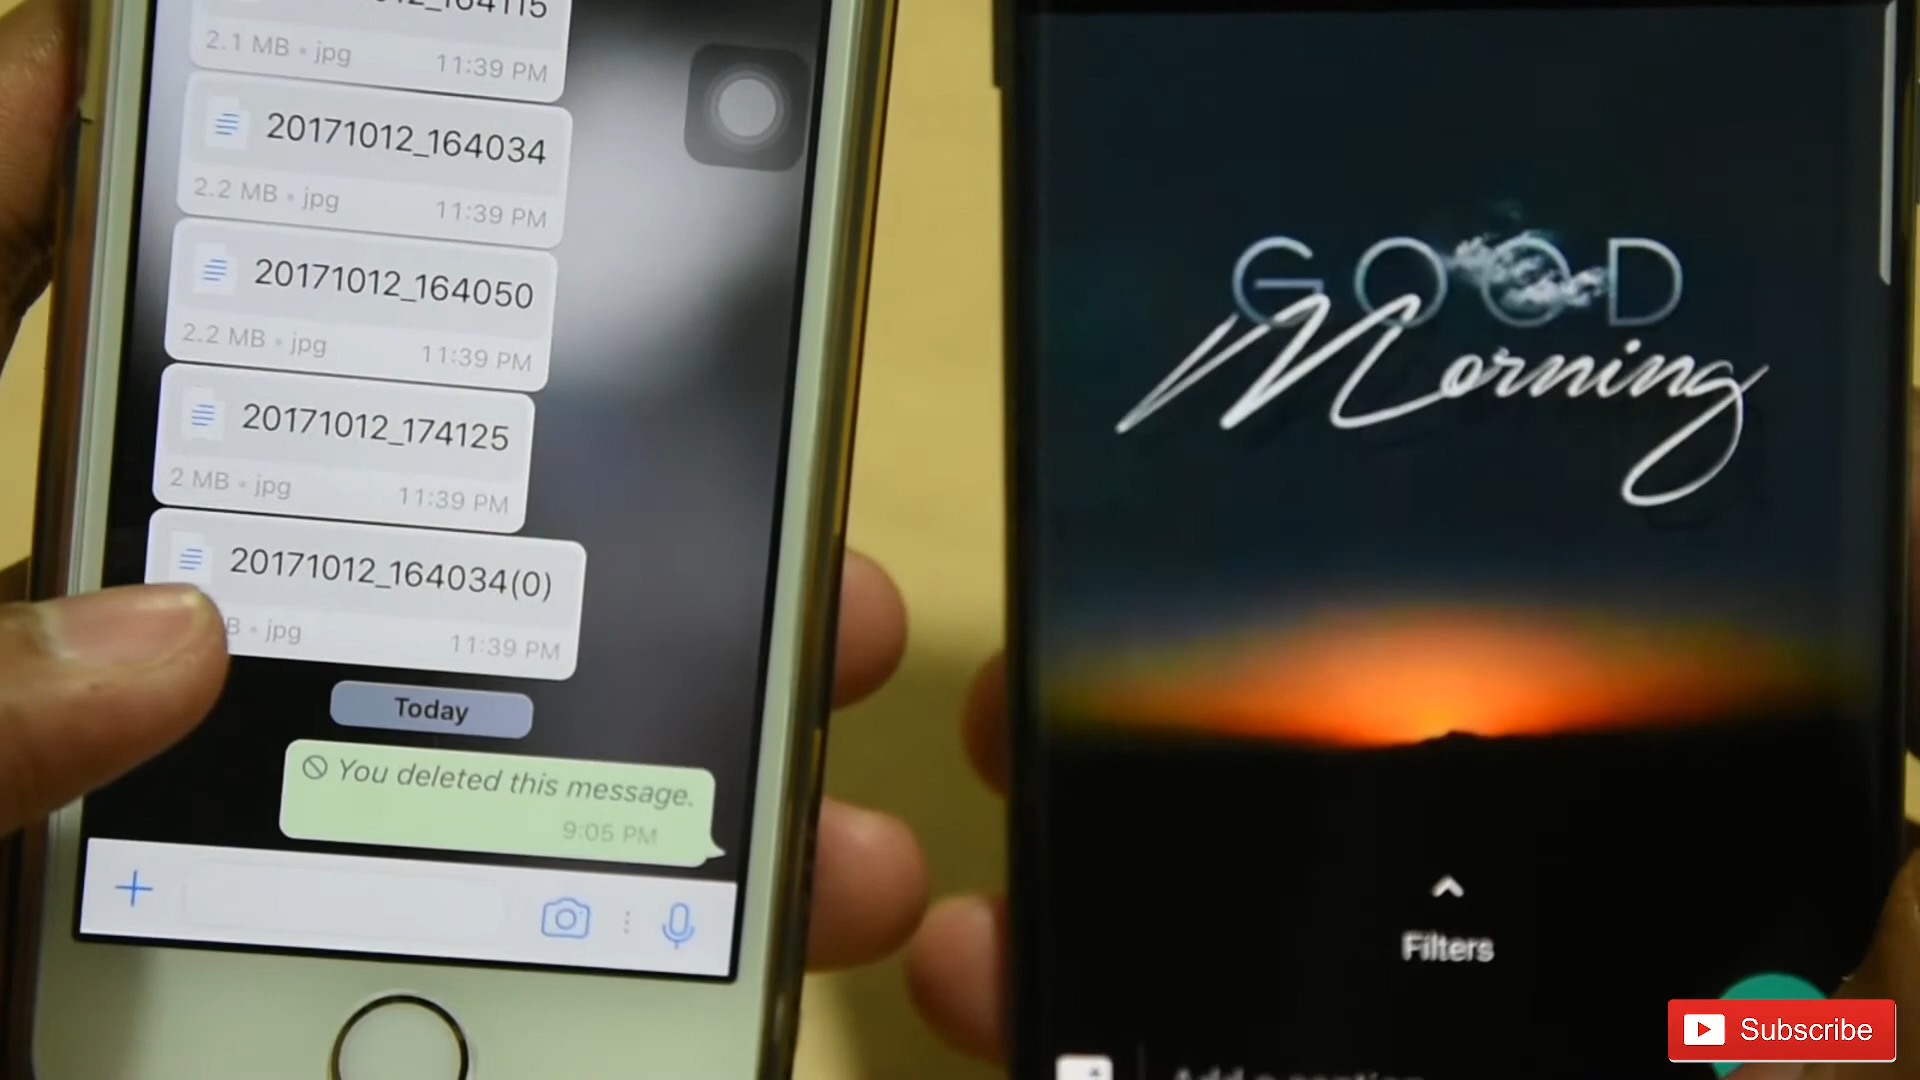 2.1 MB • jpg
11:39 PM
20171012_164034
2.2 MB • jpg
11:39 PM
20171012_164050
2.2 MB • jpg
11:39 PM
20171012_174125
2 MB • jpg
11:39 PM
20171012_164034(0)
B • jpg
11:39 PM
Today
You deleted this message.
9:05 PM
GOOD
Morning
Filters
Subscribe